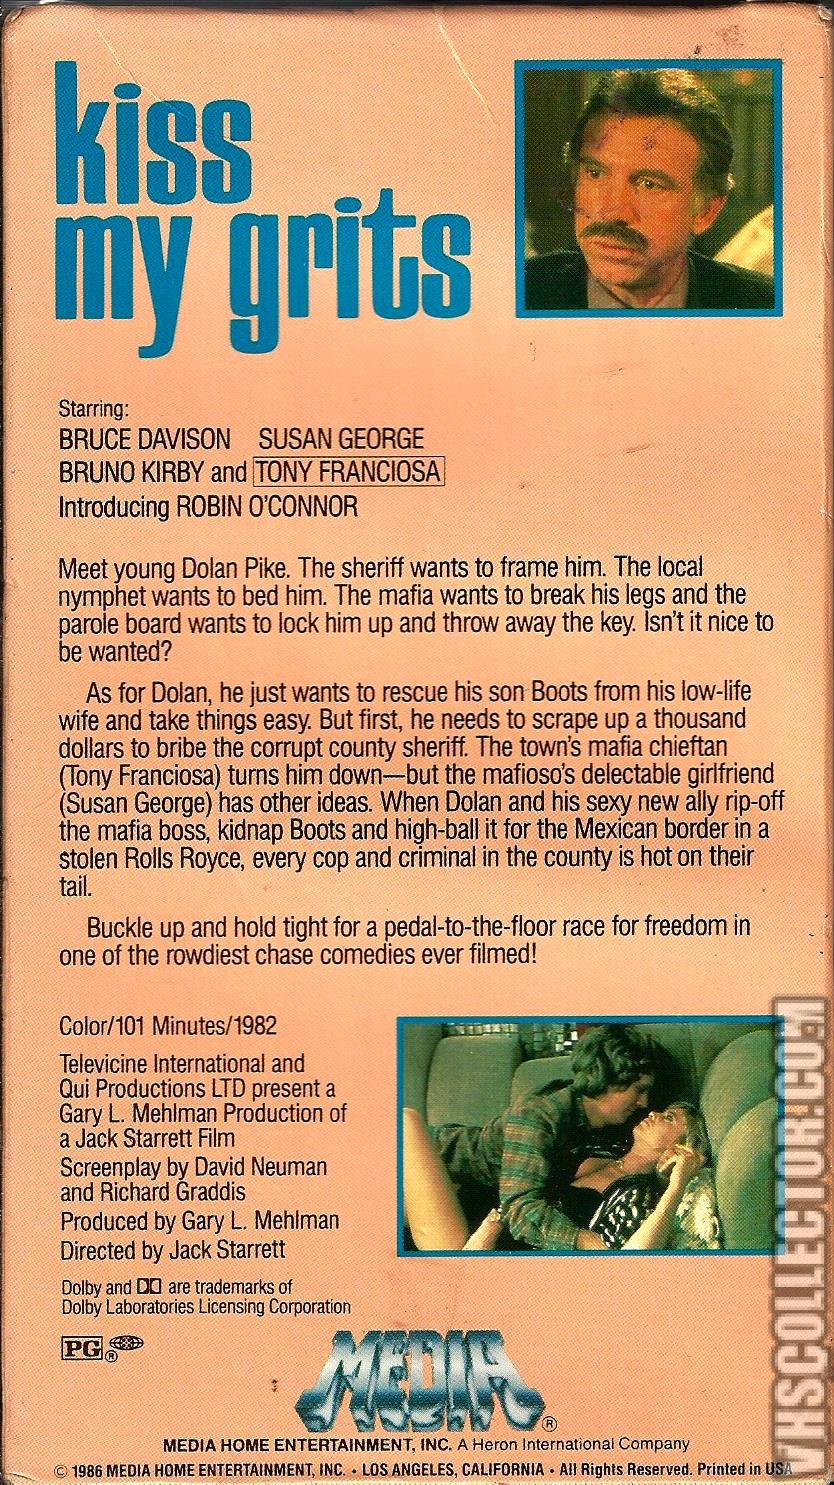 kiss
my grits
Starring:
BRUCE DAVISON SUSAN GEORGE
BRUNO KIRBY and TONY FRANCIOSA
Introducing ROBIN O'CONNOR
Meet young Dolan Pike. The sheriff wants to frame him. The local
nymphet wants to bed him. The mafia wants to break his legs and the
parole board wants to lock him up and throw away the key. Isn't it nice to
be wanted?
As for Dolan, he just wants to rescue his son Boots from his low-life
wife and take things easy. But first, he needs to scrape up a thousand
dollars to bribe the corrupt county sheriff. The town's mafia chieftan
(Tony Franciosa) turns him down—but the mafioso's delectable girlfriend
(Susan George) has other ideas. When Dolan and his sexy new ally rip-off
the mafia boss, kidnap Boots and high-ball it for the Mexican border in a
stolen Rolls Royce, every cop and criminal in the county is hot on their
tail.
Buckle up and hold tight for a pedal-to-the-floor race for freedom in
one of the rowdiest chase comedies ever filmed!
Color/101 Minutes/1982
Televicine International and
Qui Productions LTD present a
Gary L. Mehlman Production of
a Jack Starrett Film
Screenplay by David Neuman
and Richard Graddis
Produced by Gary L. Mehlman
Directed by Jack Starrett
Dolby and DD are trademarks of
Dolby Laboratories Licensing Corporation
PG ®
MEDIA ®
MEDIA HOME ENTERTAINMENT, INC. A Heron International Company
© 1986 MEDIA HOME ENTERTAINMENT, INC. • LOS ANGELES, CALIFORNIA • All Rights Reserved. Printed in USA
VHSCOLLECTOR.COM